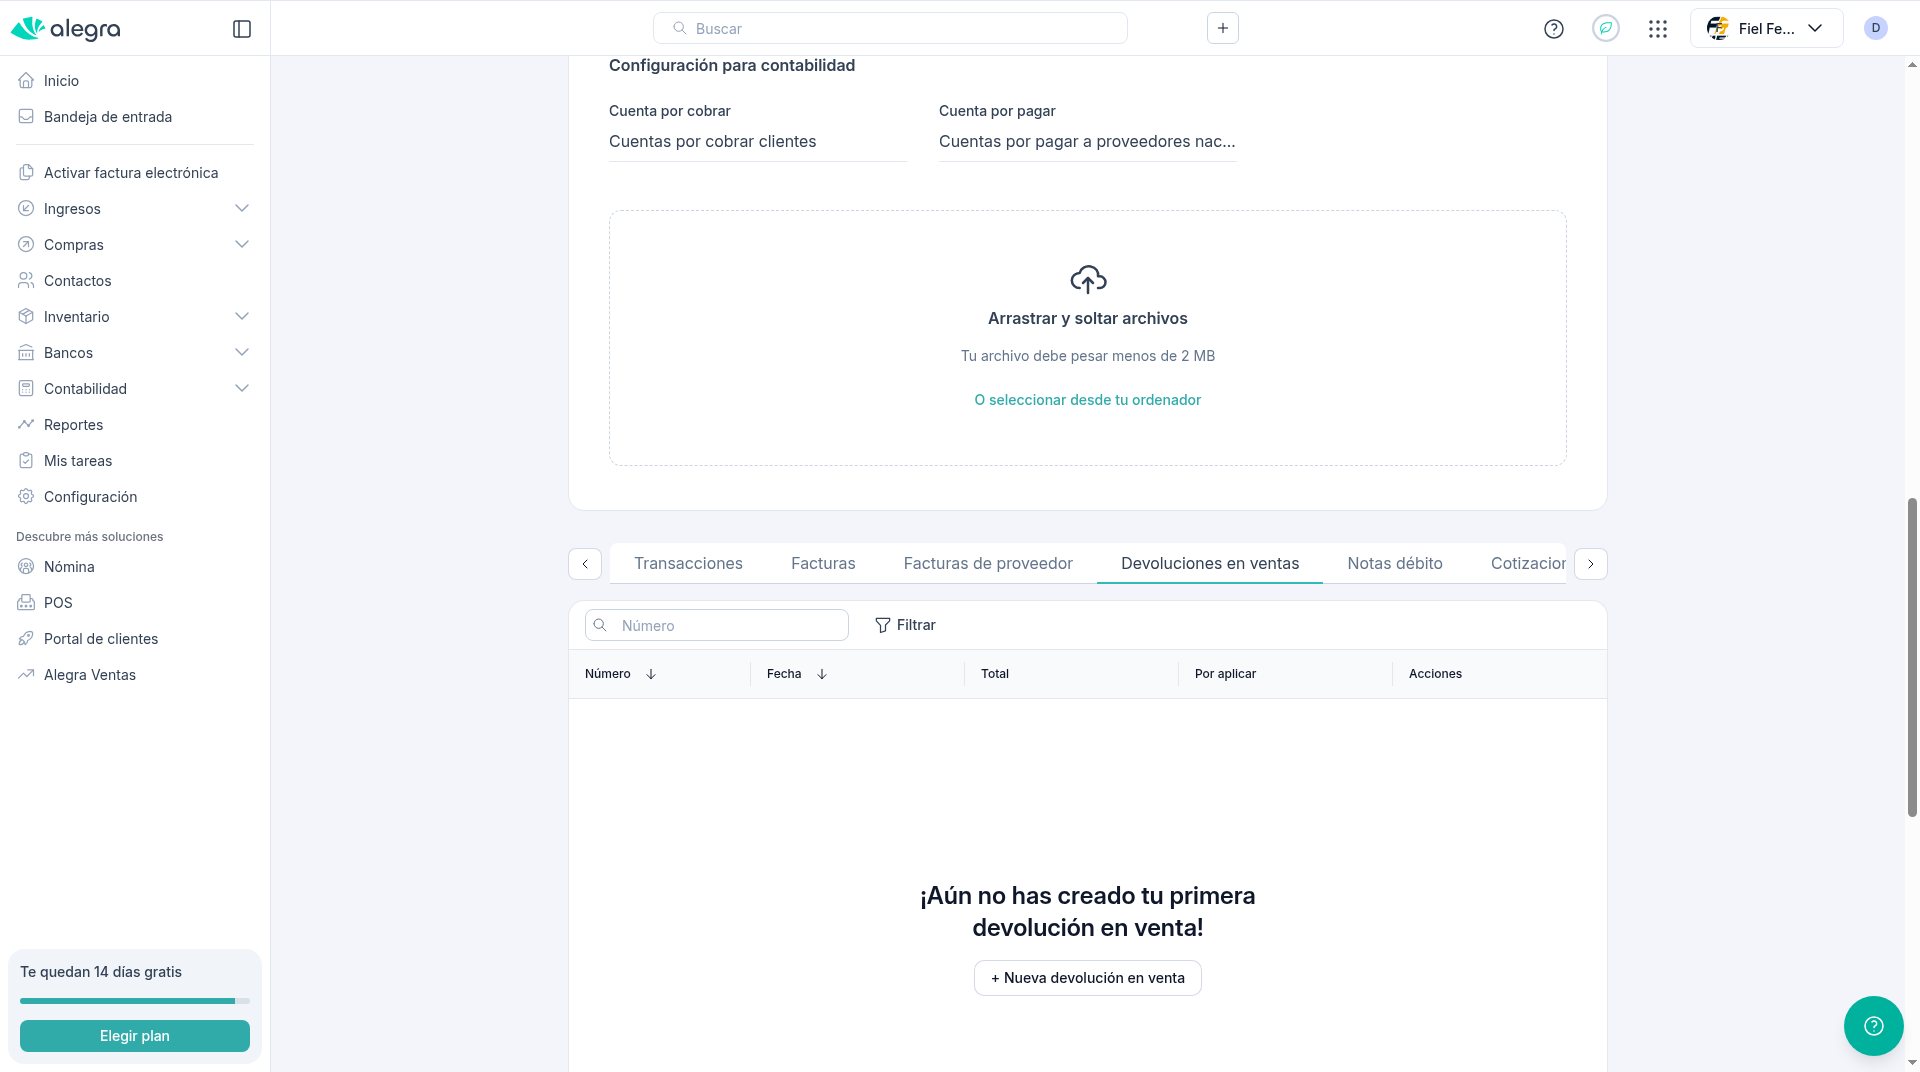 alegra
Buscar
Fiel Fe...
D
Inicio
Bandeja de entrada
Activar factura electrónica
Ingresos
Compras
Contactos
Inventario
Bancos
Contabilidad
Reportes
Mis tareas
Configuración
Descubre más soluciones
Nómina
POS
Portal de clientes
Alegra Ventas
Te quedan 14 días gratis
Elegir plan
Configuración para contabilidad
Cuenta por cobrar
Cuentas por cobrar clientes
Cuenta por pagar
Cuentas por pagar a proveedores nac...
Arrastrar y soltar archivos
Tu archivo debe pesar menos de 2 MB
O seleccionar desde tu ordenador
Transacciones Facturas Facturas de proveedor Devoluciones en ventas Notas débito Cotizacion
Número Filtrar
Número Fecha Total Por aplicar Acciones
¡Aún no has creado tu primera
devolución en venta!
+ Nueva devolución en venta